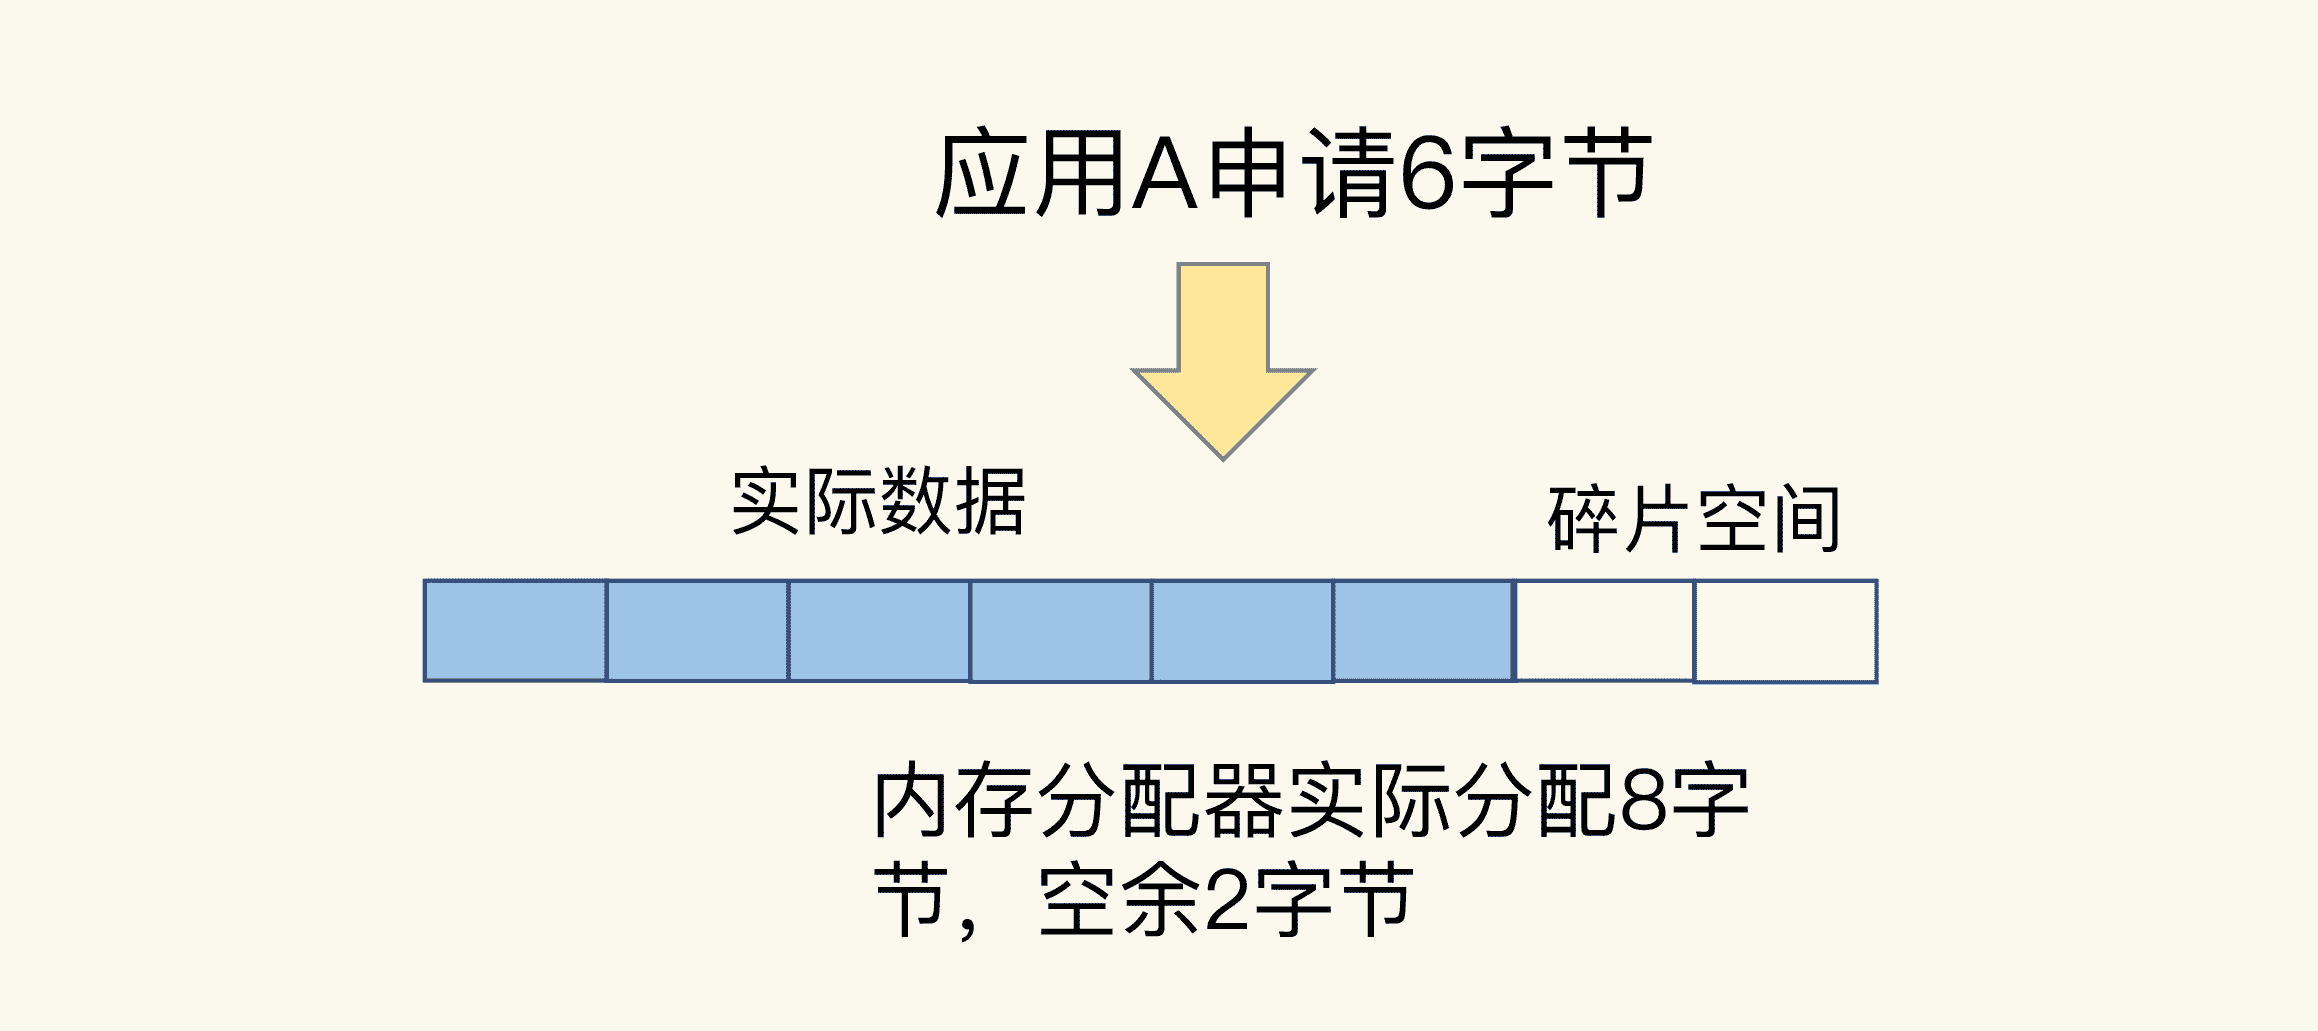 应用A申请6字节
实际数据
碎片空间
内存分配器实际分配8字
节，空余2字节